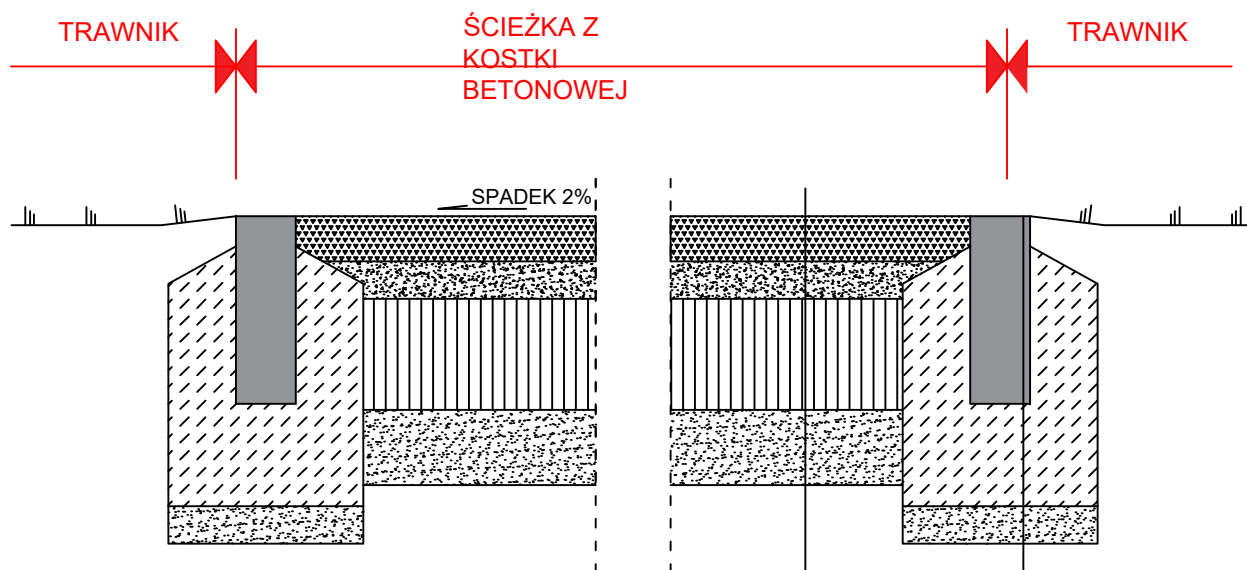 TRAWNIK
ŚCIEŻKA Z
KOSTKI
BETONOWEJ
TRAWNIK
SPADEK 2%